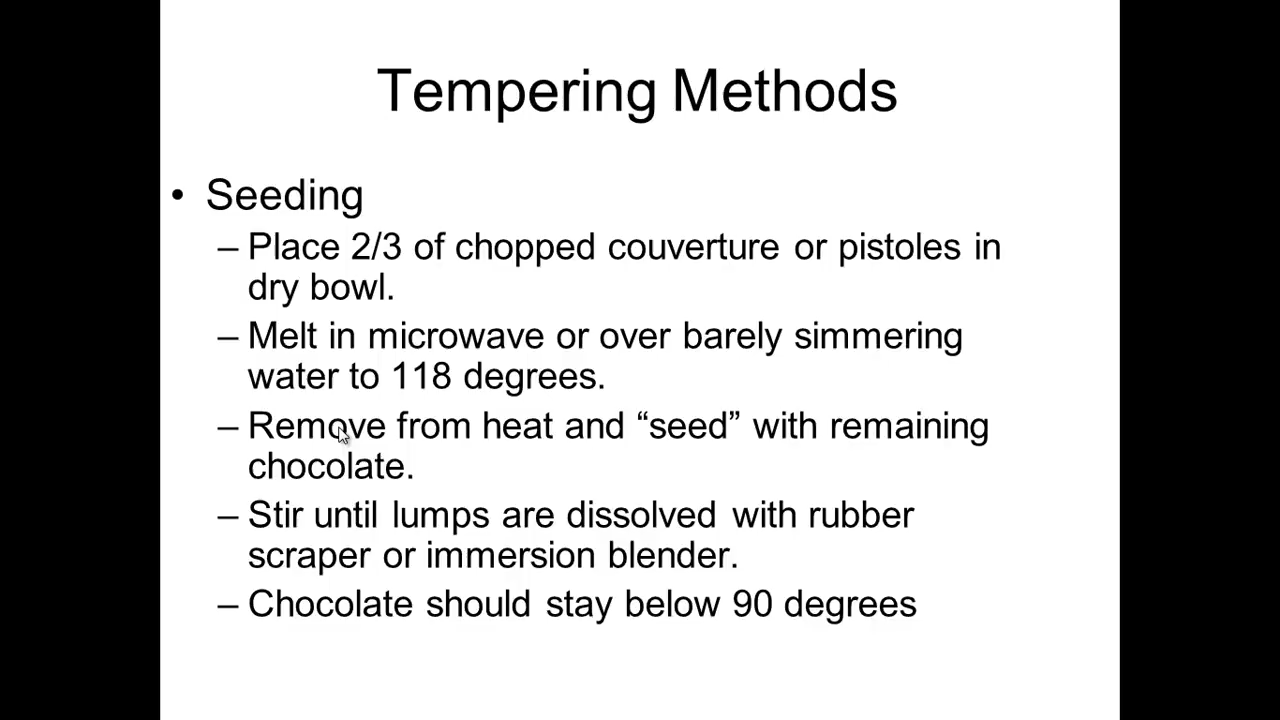 Tempering Methods
• Seeding
– Place 2/3 of chopped couverture or pistoles in
dry bowl.
– Melt in microwave or over barely simmering
water to 118 degrees.
– Remove from heat and “seed” with remaining
chocolate.
– Stir until lumps are dissolved with rubber
scraper or immersion blender.
– Chocolate should stay below 90 degrees